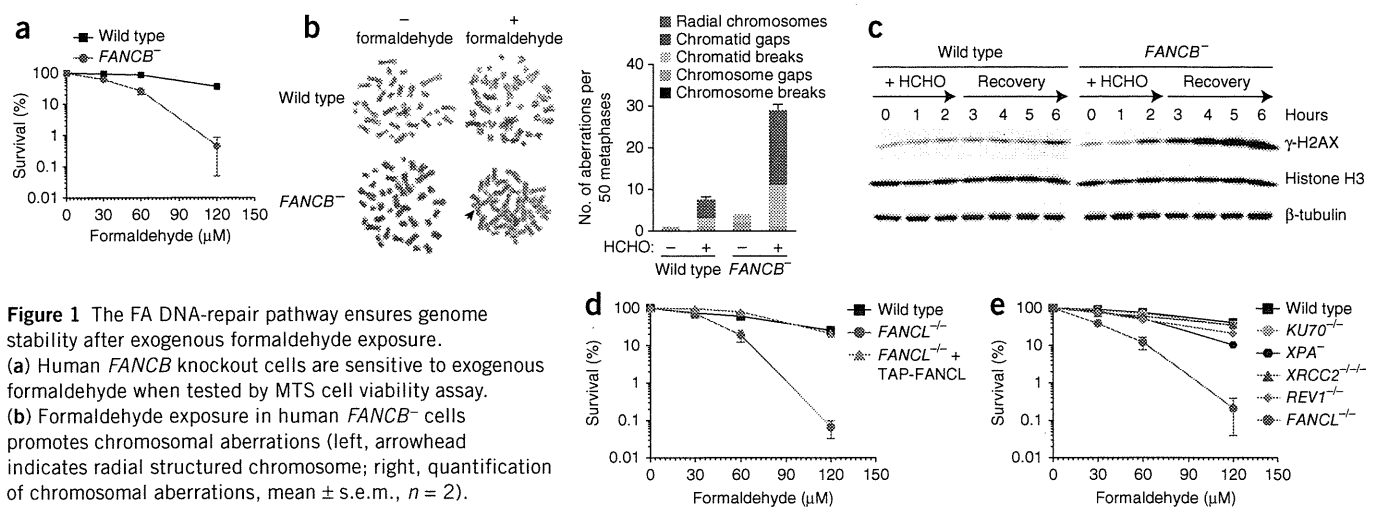 a
Wild type
FANCB⁻
100
10
1
0.1
0.01
Survival (%)
0 30 60 90 120 150
Formaldehyde (µM)
b
– formaldehyde
+ formaldehyde
Wild type
FANCB⁻
Radial chromosomes
Chromatid gaps
Chromatid breaks
Chromosome gaps
Chromosome breaks
No. of aberrations per
50 metaphases
40
30
20
10
0
HCHO: – + – +
Wild type FANCB⁻
c
Wild type FANCB⁻
+ HCHO Recovery + HCHO Recovery
0 1 2 3 4 5 6 0 1 2 3 4 5 6 Hours
γ-H2AX
Histone H3
β-tubulin
Figure 1 The FA DNA-repair pathway ensures genome
stability after exogenous formaldehyde exposure.
(a) Human FANCB knockout cells are sensitive to exogenous
formaldehyde when tested by MTS cell viability assay.
(b) Formaldehyde exposure in human FANCB⁻ cells
promotes chromosomal aberrations (left, arrowhead
indicates radial structured chromosome; right, quantification
of chromosomal aberrations, mean ± s.e.m., n = 2).
d
Wild type
FANCL⁻/⁻
FANCL⁻/⁻ +
TAP-FANCL
100
10
1
0.1
0.01
Survival (%)
0 30 60 90 120 150
Formaldehyde (µM)
e
Wild type
KU70⁻/⁻
XPA⁻
XRCC2⁻/⁻/⁻
REV1⁻/⁻
FANCL⁻/⁻
100
10
1
0.1
0.01
Survival (%)
0 30 60 90 120 150
Formaldehyde (µM)